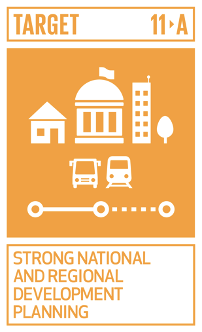 TARGET 11▸A
STRONG NATIONAL
AND REGIONAL
DEVELOPMENT
PLANNING